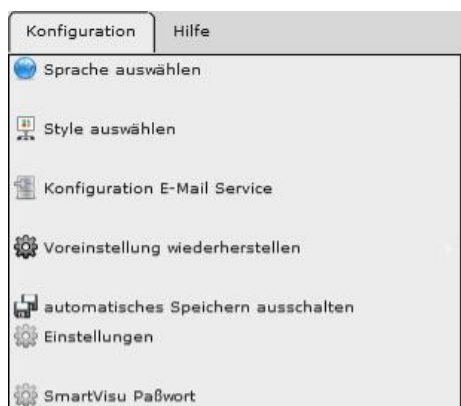 Konfiguration Hilfe
Sprache auswählen
Style auswählen
Konfiguration E-Mail Service
Voreinstellung wiederherstellen
automatisches Speichern ausschalten
Einstellungen
SmartVisu Paßwort